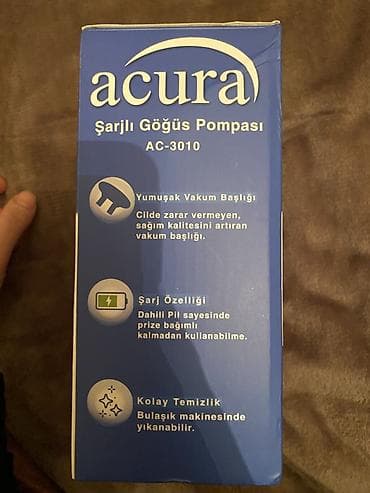 acura
Şarjlı Göğüs Pompası
AC-3010
Yumuşak Vakum Başlığı
Cilde zarar vermeyen,
sağım kalitesini artıran
vakum başlığı.
Şarj Özelliği
Dahili Pil sayesinde
prize bağımlı
kalmadan kullanabilme.
Kolay Temizlik
Bulaşık makinesinde
yıkanabilir.